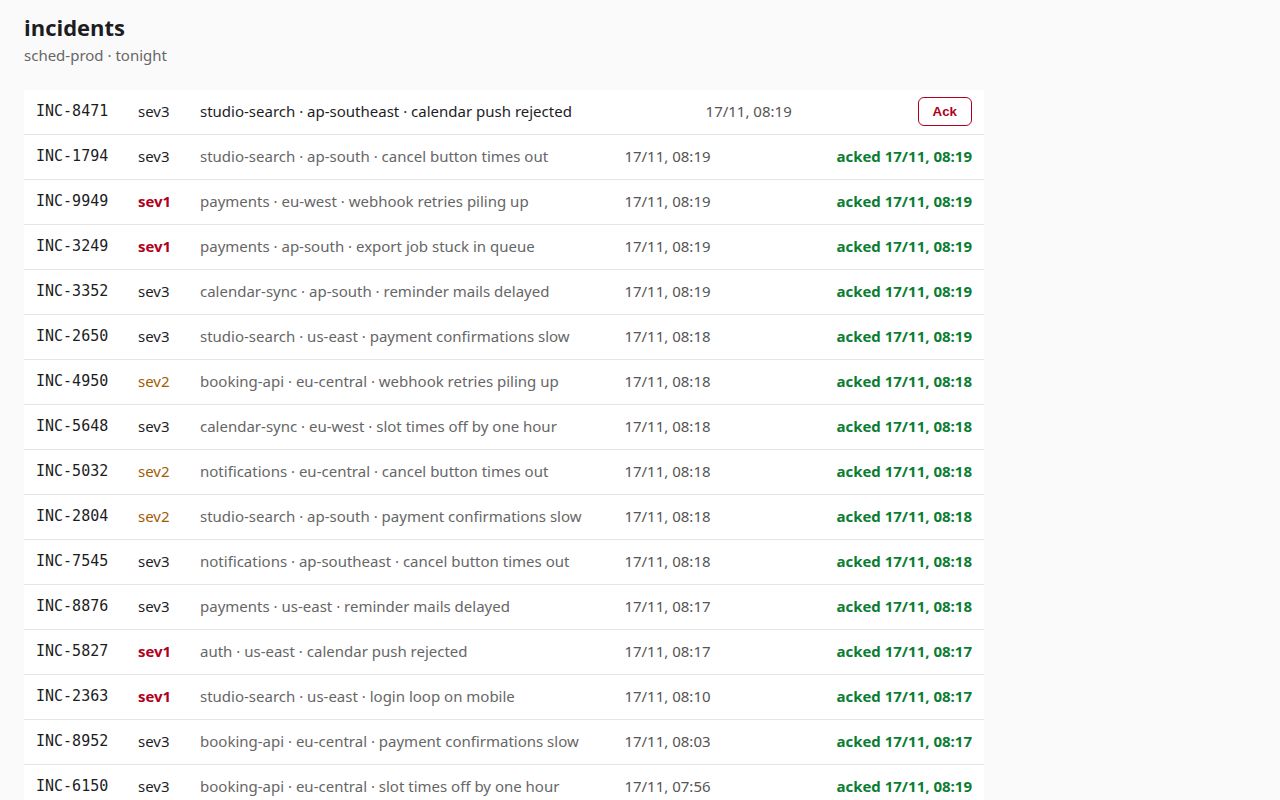 incidents
sched-prod · tonight
INC-8471 sev3 studio-search · ap-southeast · calendar push rejected 17/11, 08:19 Ack
INC-1794 sev3 studio-search · ap-south · cancel button times out 17/11, 08:19 acked 17/11, 08:19
INC-9949 sev1 payments · eu-west · webhook retries piling up 17/11, 08:19 acked 17/11, 08:19
INC-3249 sev1 payments · ap-south · export job stuck in queue 17/11, 08:19 acked 17/11, 08:19
INC-3352 sev3 calendar-sync · ap-south · reminder mails delayed 17/11, 08:19 acked 17/11, 08:19
INC-2650 sev3 studio-search · us-east · payment confirmations slow 17/11, 08:18 acked 17/11, 08:19
INC-4950 sev2 booking-api · eu-central · webhook retries piling up 17/11, 08:18 acked 17/11, 08:18
INC-5648 sev3 calendar-sync · eu-west · slot times off by one hour 17/11, 08:18 acked 17/11, 08:18
INC-5032 sev2 notifications · eu-central · cancel button times out 17/11, 08:18 acked 17/11, 08:18
INC-2804 sev2 studio-search · ap-south · payment confirmations slow 17/11, 08:18 acked 17/11, 08:18
INC-7545 sev3 notifications · ap-southeast · cancel button times out 17/11, 08:18 acked 17/11, 08:18
INC-8876 sev3 payments · us-east · reminder mails delayed 17/11, 08:17 acked 17/11, 08:18
INC-5827 sev1 auth · us-east · calendar push rejected 17/11, 08:17 acked 17/11, 08:17
INC-2363 sev1 studio-search · us-east · login loop on mobile 17/11, 08:10 acked 17/11, 08:17
INC-8952 sev3 booking-api · eu-central · payment confirmations slow 17/11, 08:03 acked 17/11, 08:17
INC-6150 sev3 booking-api · eu-central · slot times off by one hour 17/11, 07:56 acked 17/11, 08:19